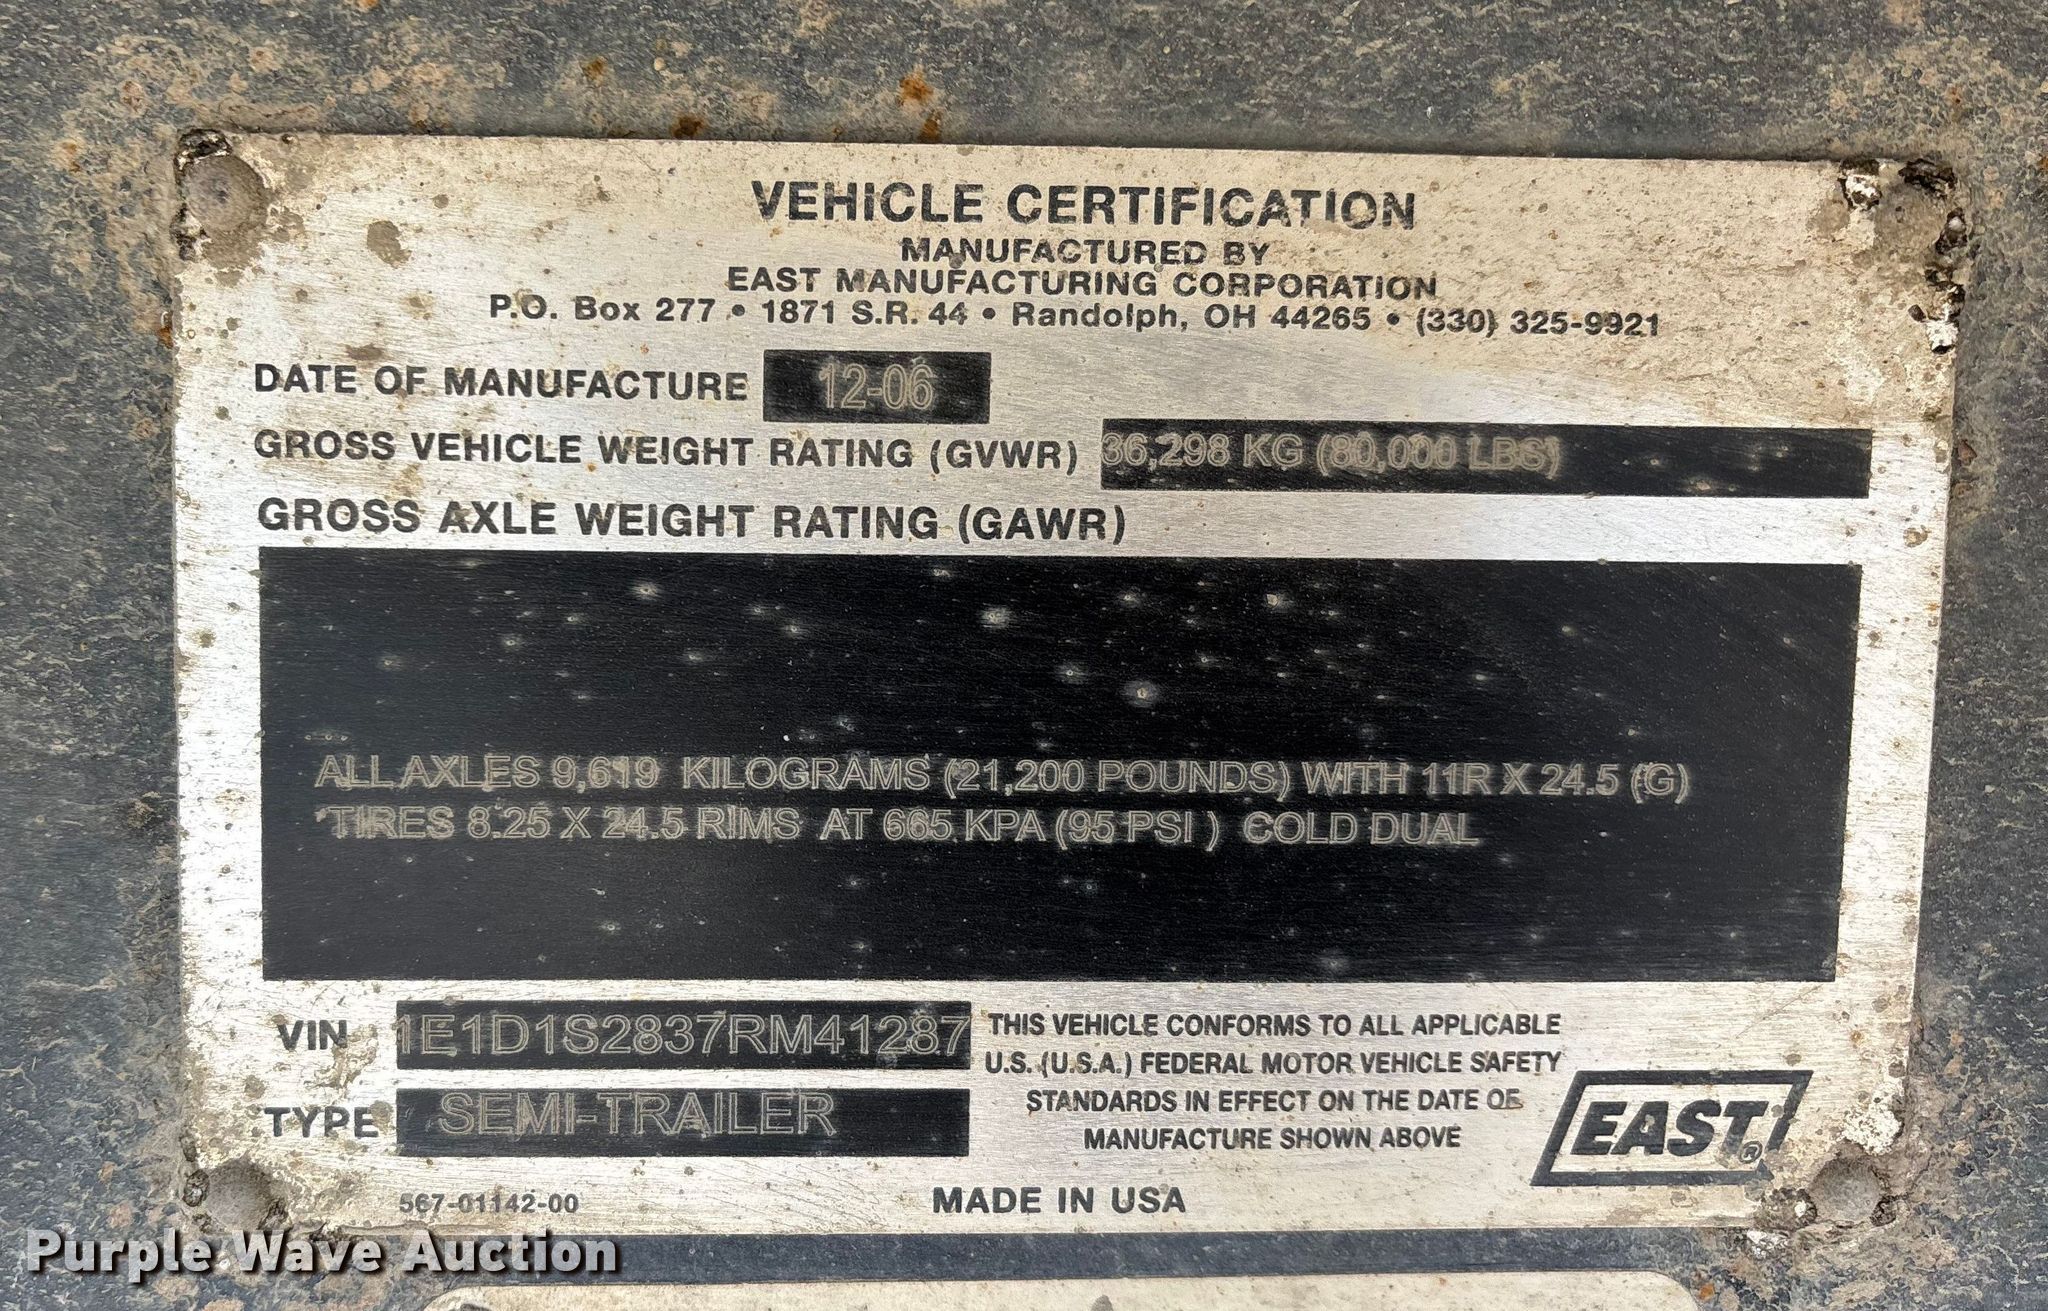 VEHICLE CERTIFICATION
MANUFACTURED BY
EAST MANUFACTURING CORPORATION
P.O. Box 277 • 1871 S.R. 44 • Randolph, OH 44265 • (330) 325-9921
DATE OF MANUFACTURE 12-06
GROSS VEHICLE WEIGHT RATING (GVWR) 36,298 KG (80,000 LBS)
GROSS AXLE WEIGHT RATING (GAWR)
ALL AXLES 9,619 KILOGRAMS (21,200 POUNDS) WITH 11R X 24.5 (G)
TIRES 8.25 X 24.5 RIMS AT 665 KPA (95 PSI ) COLD DUAL
VIN 1E1D1S2837RM41287
TYPE SEMI-TRAILER
THIS VEHICLE CONFORMS TO ALL APPLICABLE
U.S. (U.S.A.) FEDERAL MOTOR VEHICLE SAFETY
STANDARDS IN EFFECT ON THE DATE OF
MANUFACTURE SHOWN ABOVE
EAST®
567-01142-00
MADE IN USA
Purple Wave Auction